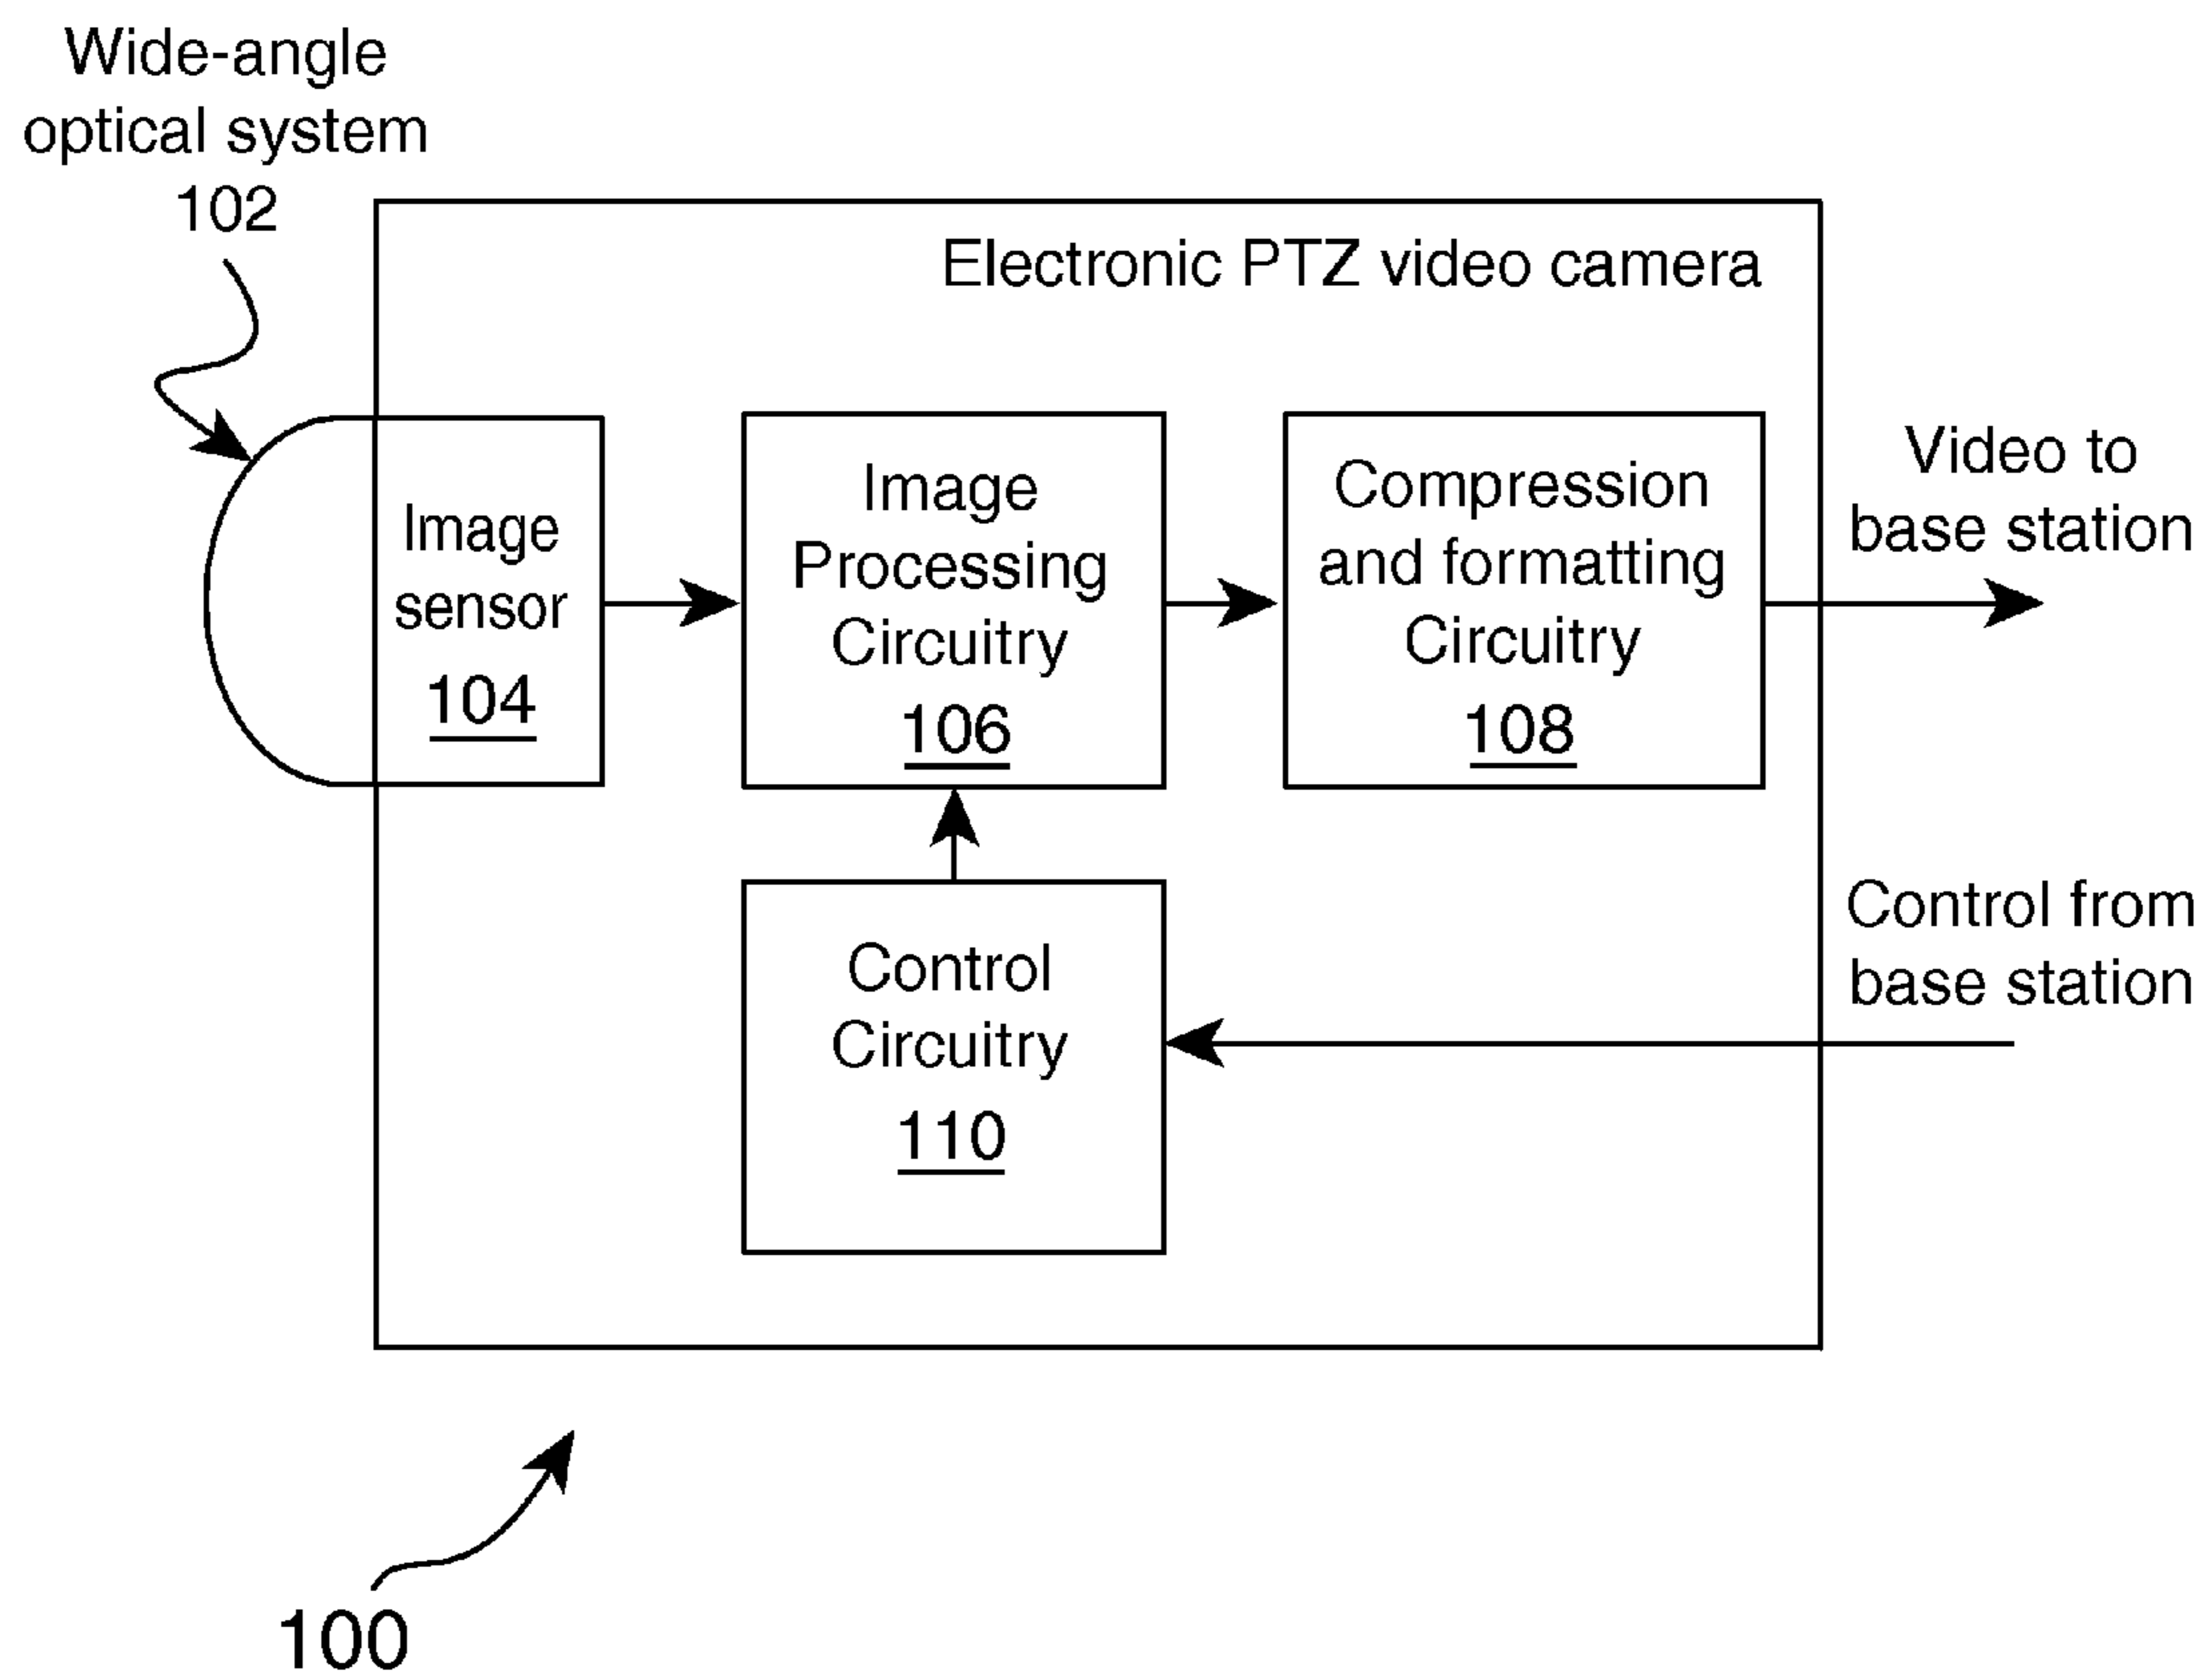 Wide-angle
optical system
102
Electronic PTZ video camera
Image
sensor
104
Image
Processing
Circuitry
106
Compression
and formatting
Circuitry
108
Video to
base station
Control
Circuitry
110
Control from
base station
100